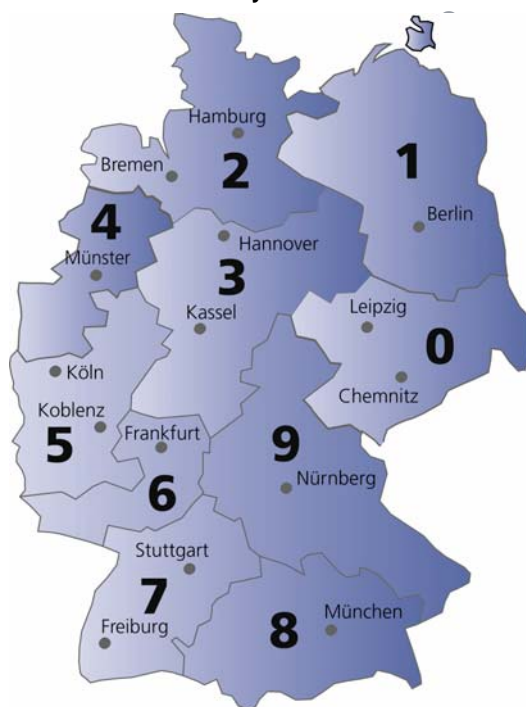 Hamburg
1
Bremen
2
4
Berlin
Hannover
Münster
3
Leipzig
Kassel
0
Köln
Chemnitz
Koblenz
Frankfurt
5
9
6
Nürnberg
Stuttgart
7
München
Freiburg
8